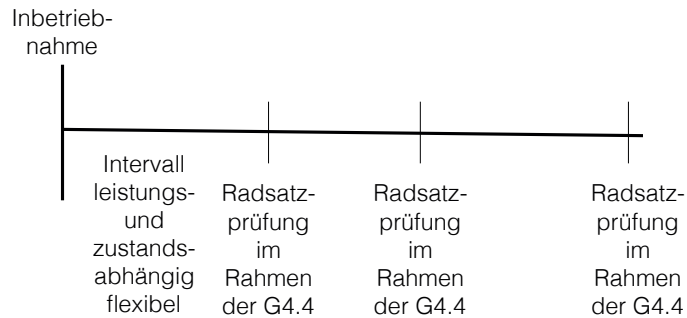 Inbetrieb-
nahme
Intervall
leistungs-
und
zustands-
abhängig
flexibel
Radsatz-
prüfung
im
Rahmen
der G4.4
Radsatz-
prüfung
im
Rahmen
der G4.4
Radsatz-
prüfung
im
Rahmen
der G4.4